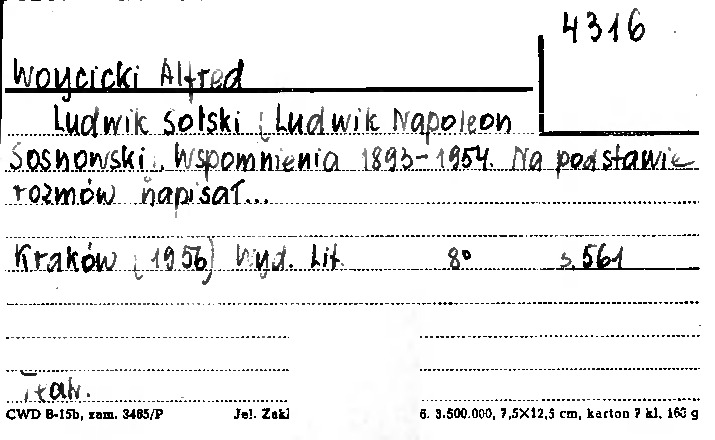 4316
Woycicki Alfred
Ludwik Solski (Ludwik Napoleon
Sosnowski). Wspomnienia 1893-1954. Na podstawie
rozmów napisał...
Kraków (1956) Wyd. Lit. 8° s. 561
Teatr.
CWD B-15b, zam. 3485/P Jel. Zakl 6. 3.500.000, 7,5X12,5 cm, karton 7 kl. 160 g